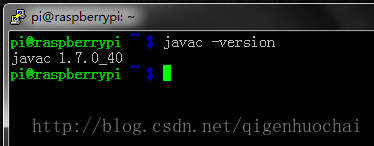 pi@raspberrypi: ~
pi@raspberrypi ~ $ javac -version
javac 1.7.0_40
pi@raspberrypi ~ $
http://blog.csdn.net/qigenhuochai